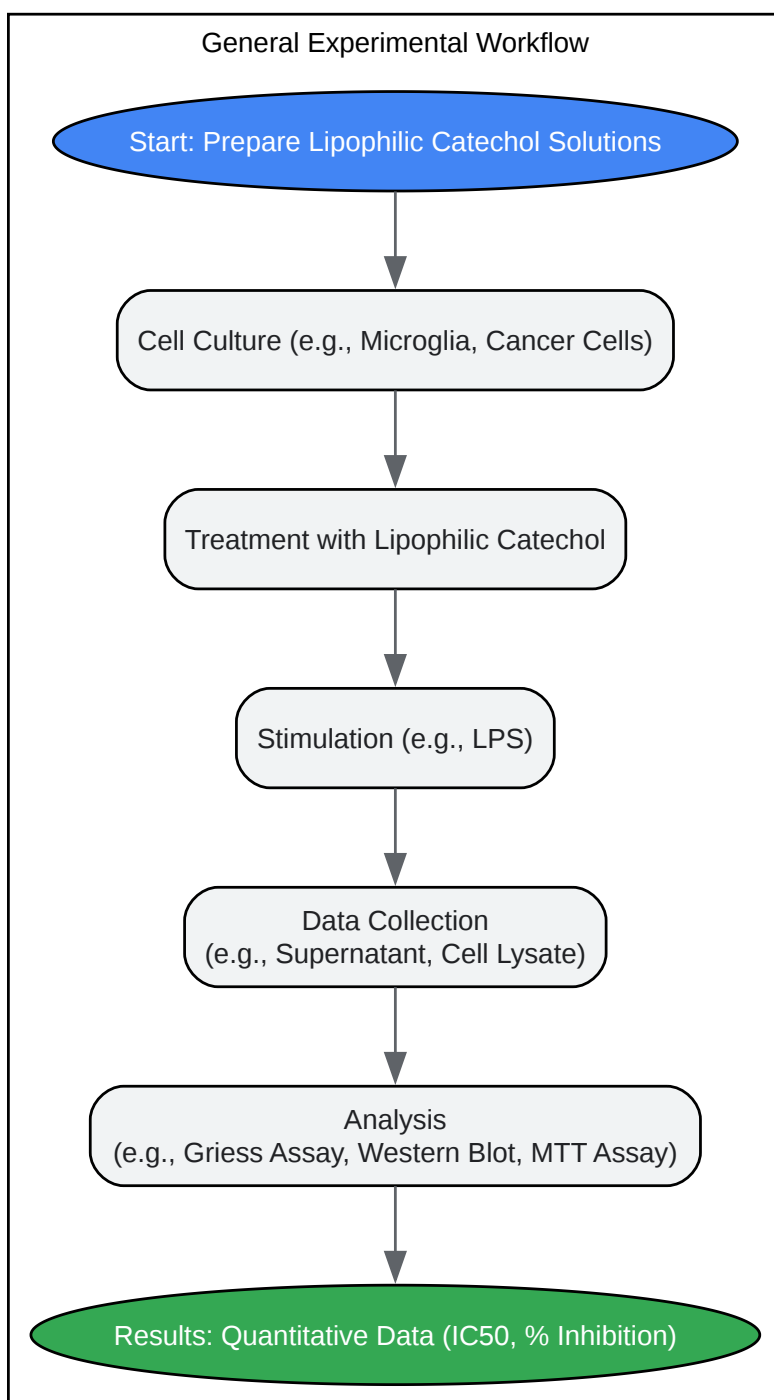 General Experimental Workflow
Start: Prepare Lipophilic Catechol Solutions
Cell Culture (e.g., Microglia, Cancer Cells)
Treatment with Lipophilic Catechol
Stimulation (e.g., LPS)
Data Collection
(e.g., Supernatant, Cell Lysate)
Analysis
(e.g., Griess Assay, Western Blot, MTT Assay)
Results: Quantitative Data (IC50, % Inhibition)